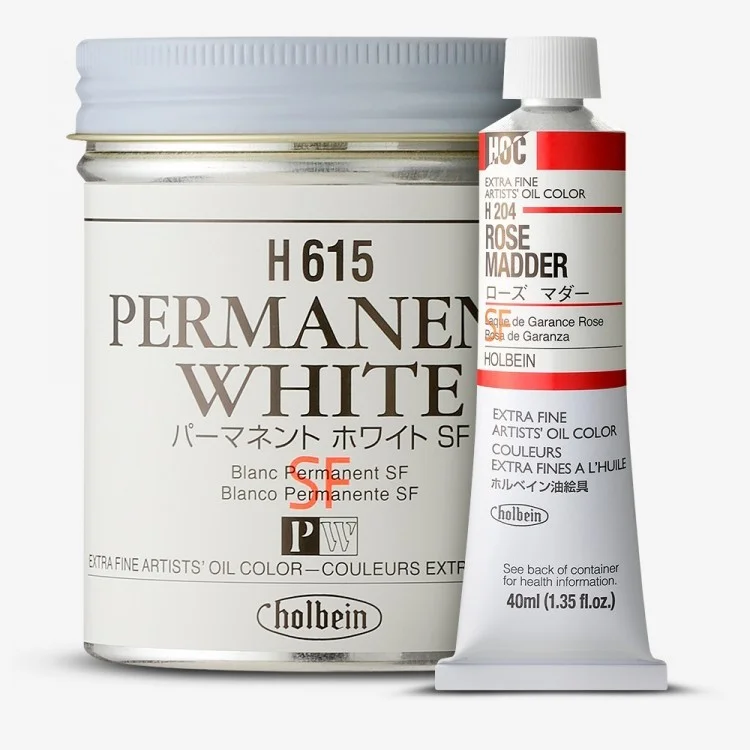 H 615
PERMANEN
WHITE
パーマネント ホワイト SF
Blanc Permanent SF
Blanco Permanente SF
SF
PW
EXTRA FINE ARTISTS' OIL COLOR—COULEURS EXTR
holbein
HOC
EXTRA FINE
ARTISTS' OIL COLOR
H 204
ROSE
MADDER
ローズ マダー
SF
Laque de Garance Rose
Rosa de Garanza
HOLBEIN
EXTRA FINE
ARTISTS' OIL COLOR
COULEURS
EXTRA FINES A L'HUILE
ホルベイン油絵具
holbein
See back of container
for health information.
40ml (1.35 fl.oz.)